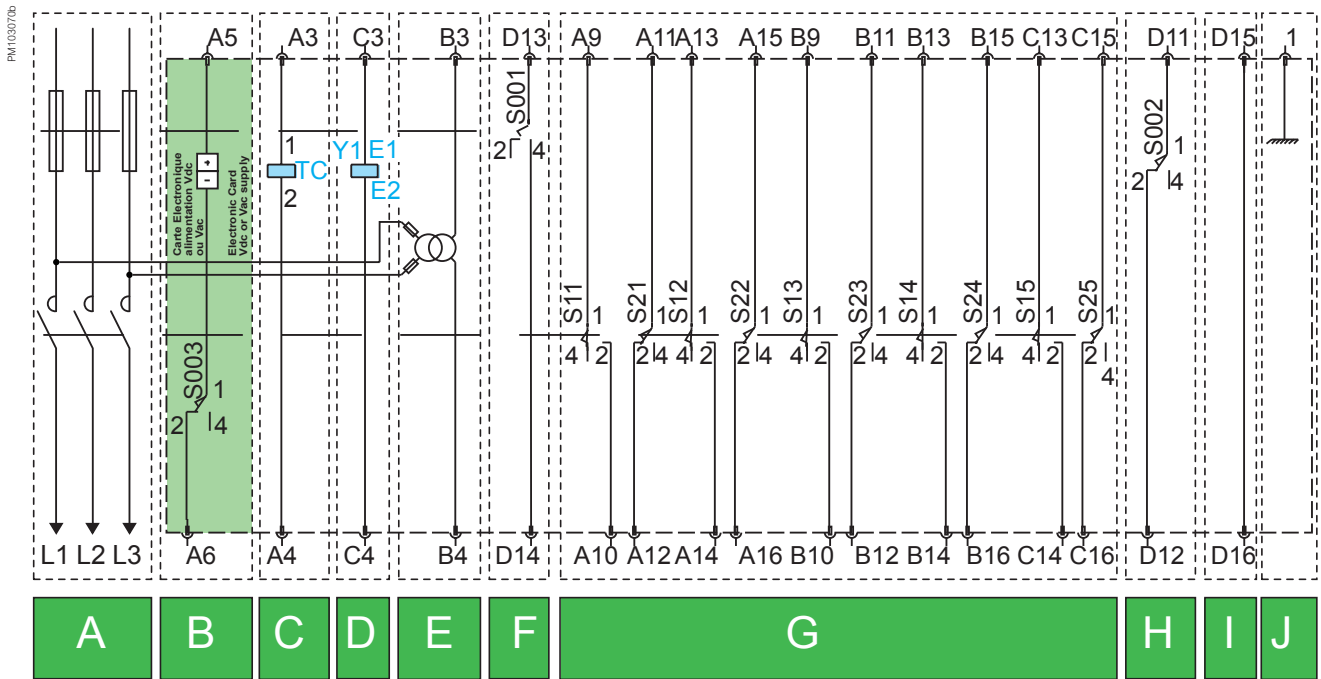 PM103070b
A5 A3 C3 B3 D13 A9 A11 A13 A15 B9 B11 B13 B15 C13 C15 D11 D15 1
S001
2 4
S002
1
2 4
1
TC
2
Y1 E1
E2
Carte Electronique
alimentation Vdc
ou Vac
+
-
Electronic Card
Vdc or Vac supply
S11 S21 S12 S22 S13 S23 S14 S24 S15 S25
1 1 1 1 1 1 1 1 1 1
4 2 2 4 4 2 2 4 4 2 2 4 4 2 2 4 4 2 2
4
S003
1
2 4
L1 L2 L3 A6 A4 C4 B4 D14 A10 A12 A14 A16 B10 B12 B14 B16 C14 C16 D12 D16
A B C D E F G H I J